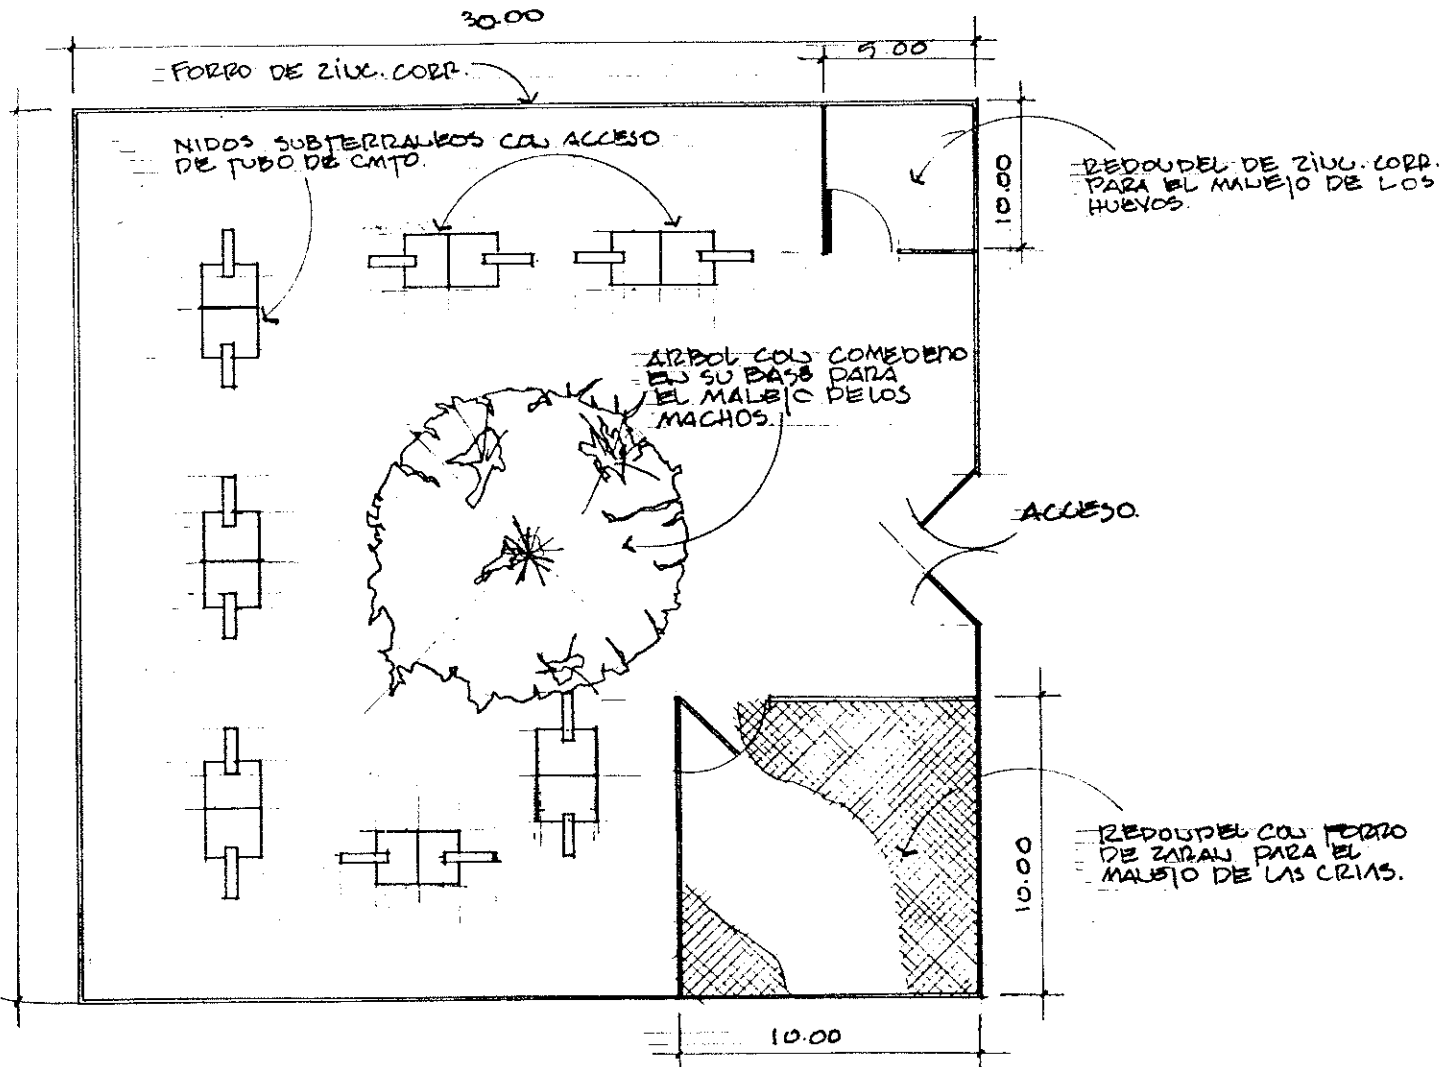 30.00
5.00
FORRO DE ZINC. CORR.
NIDOS SUBTERRANEOS CON ACCESO
DE TUBO DE CMTO.
10.00
REDONDEL DE ZINC. CORR.
PARA EL MANEJO DE LOS
HUEVOS.
ARBOL CON COMEDERO
EN SU BASE PARA
EL MANEJO DE LOS
MACHOS.
ACCESO.
REDONDEL CON FORRO
DE ZARAN PARA EL
MANEJO DE LAS CRIAS.
10.00
10.00